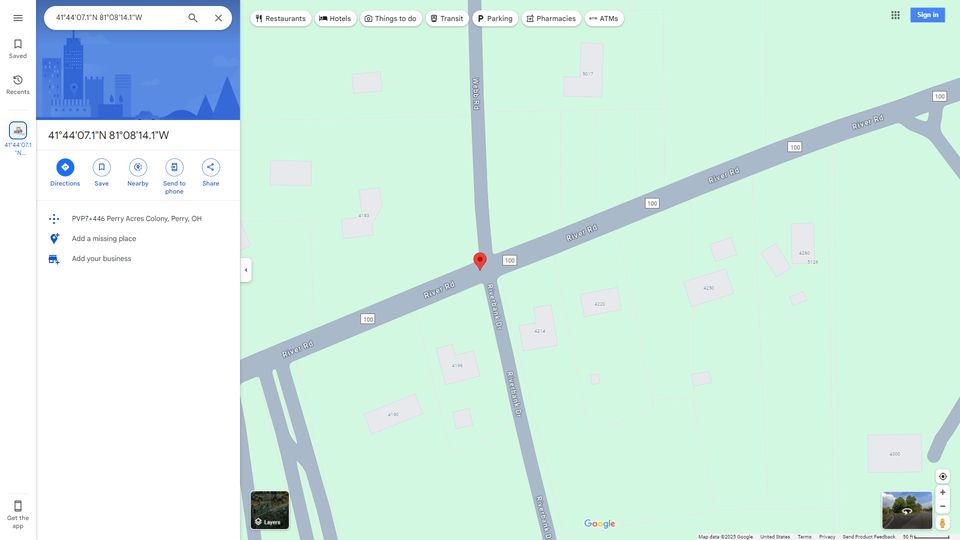 41°44'07.1"N 81°08'14.1"W
Restaurants
Hotels
Things to do
Transit
Parking
Pharmacies
ATMs
Sign in
Saved
Recents
41°44'07.1
"N...
41°44'07.1"N 81°08'14.1"W
Directions
Save
Nearby
Send to
phone
Share
PVP7+446 Perry Acres Colony, Perry, OH
Add a missing place
Add your business
Get the
app
Webb Rd
5017
100
River Rd
100
River Rd
100
4183
River Rd
100
4260
5126
River Rd
Riverbank Dr
4250
4220
100
4214
River Rd
4196
Riverbank Dr
4190
4300
Riverbank D
Layers
Google
Map data ©2025 Google
United States
Terms
Privacy
Send Product Feedback
50 ft